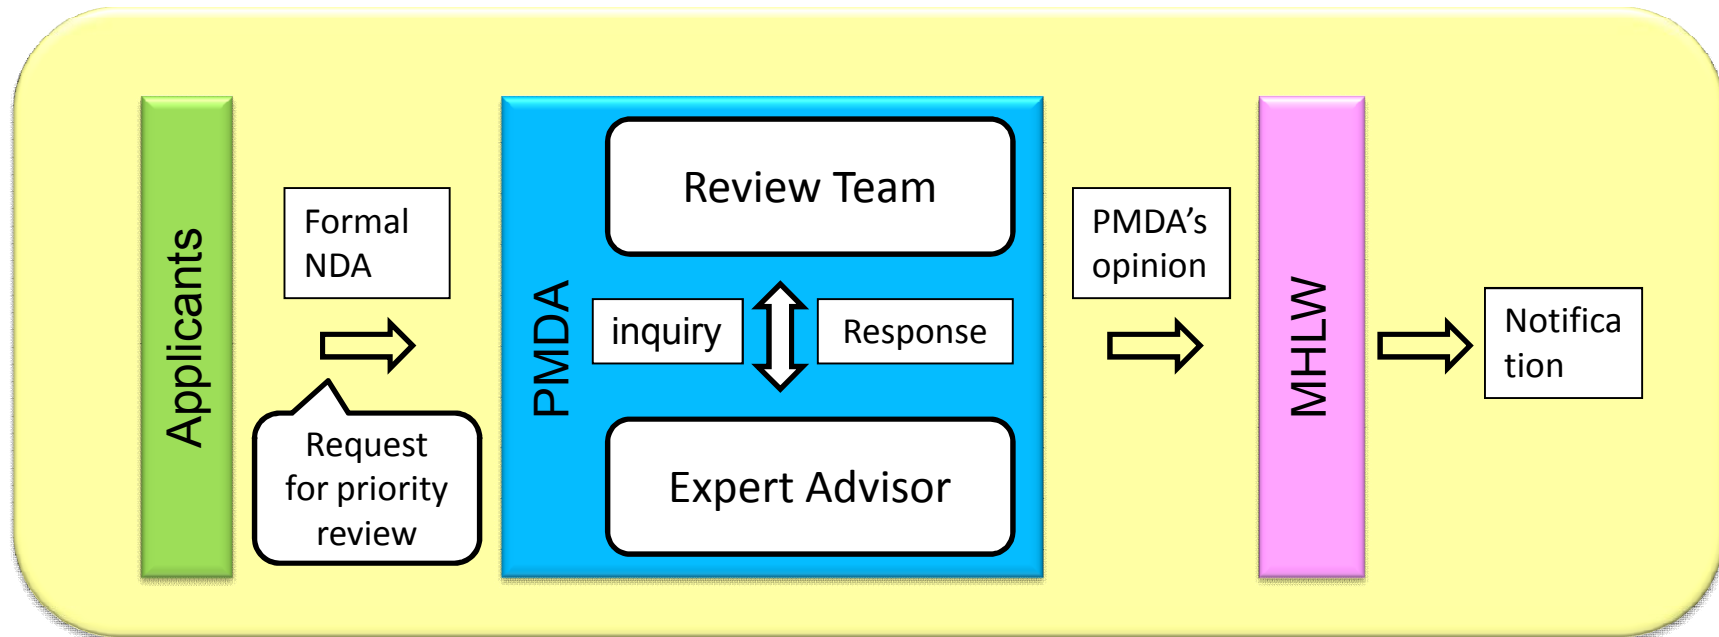 Applicants
Formal
NDA
Request
for priority
review
PMDA
Review Team
inquiry
Response
Expert Advisor
PMDA’s
opinion
MHLW
Notifica
tion